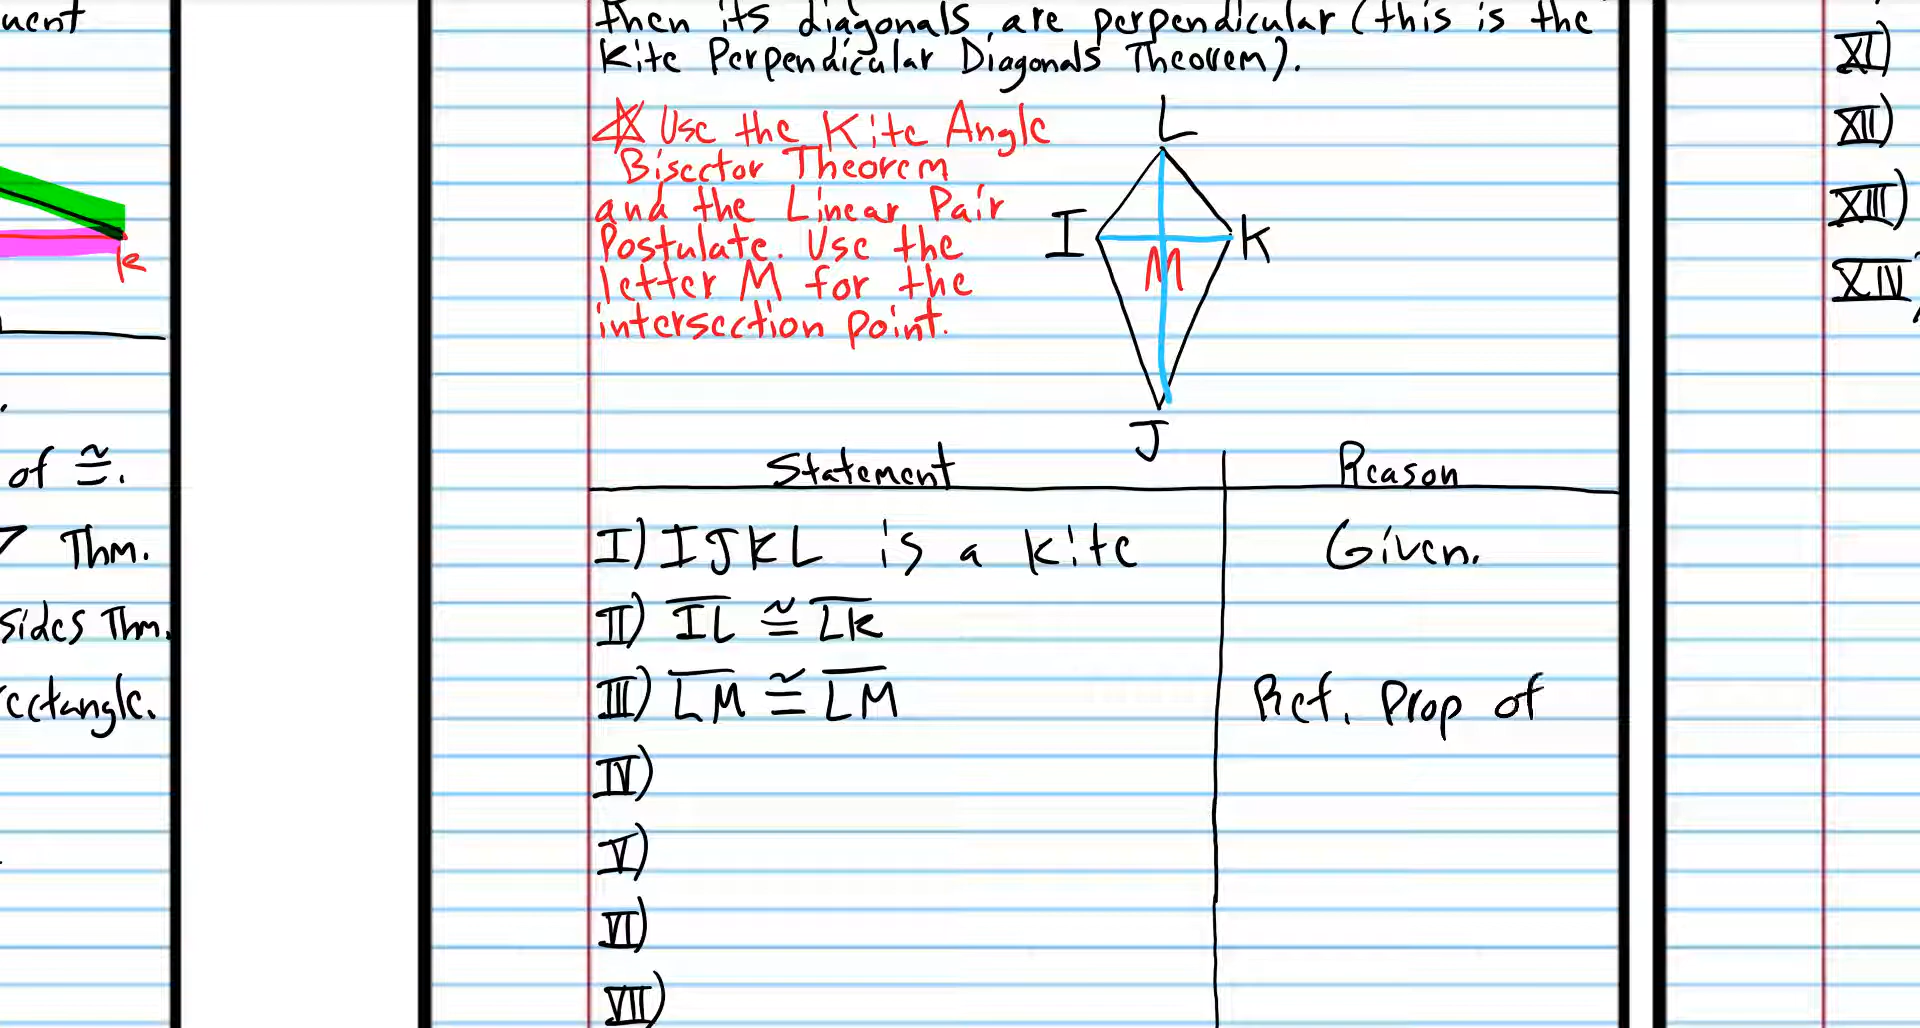 uent
k
.
of ≅.
Thm.
sides Thm.
rectangle.
.
then its diagonals are perpendicular (this is the
Kite Perpendicular Diagonals Theorem).
☆ Use the Kite Angle
Bisector Theorem
and the Linear Pair
Postulate. Use the
letter M for the
intersection point.
L
I
K
M
J
Statement Reason
I) IJKL is a kite Given.
II) IL ≅ LK
III) LM ≅ LM Ref. Prop of
IV)
V)
VI)
VII)
XI)
XII)
XIII)
XIV)